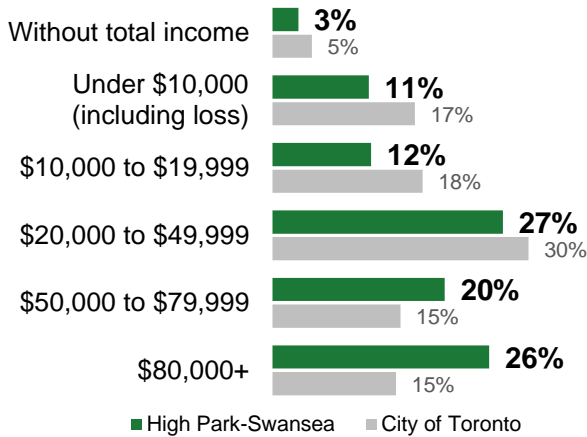 Without total income
3%
5%
Under $10,000
(including loss)
11%
17%
$10,000 to $19,999
12%
18%
$20,000 to $49,999
27%
30%
$50,000 to $79,999
20%
15%
$80,000+
26%
15%
High Park-Swansea
City of Toronto